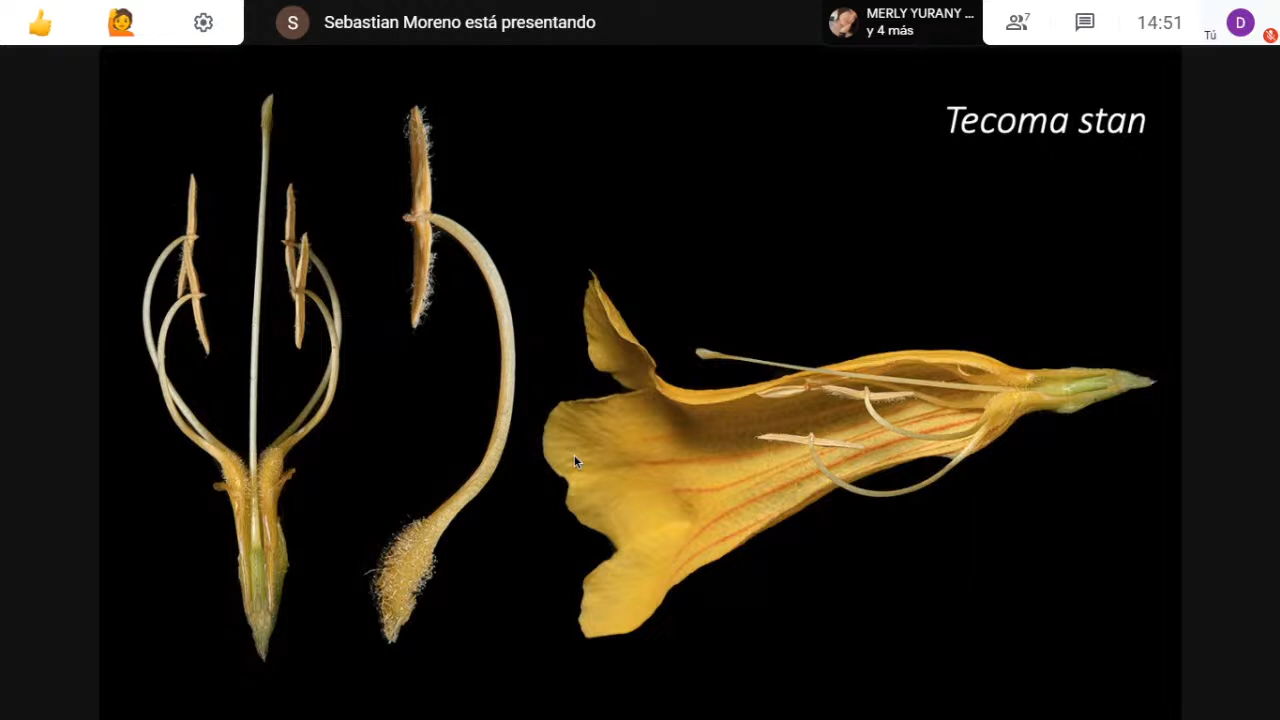 S Sebastian Moreno está presentando
MERLY YURANY ...
y 4 más
7
14:51
Tú
D
Tecoma stan